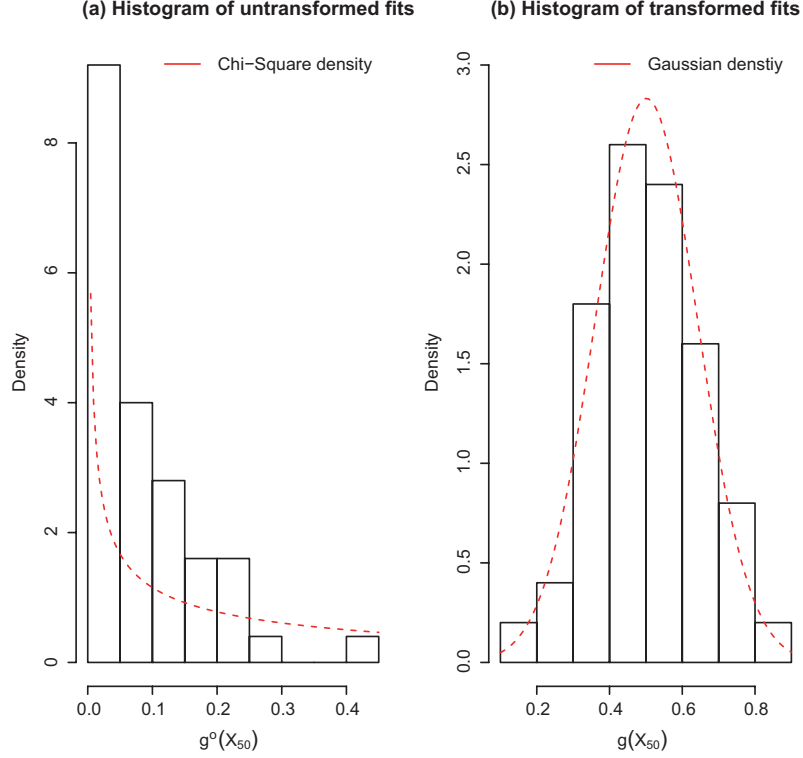 (a) Histogram of untransformed fits
Chi−Square density
Density
8
6
4
2
0
0.0 0.1 0.2 0.3 0.4
g°(X₅₀)
(b) Histogram of transformed fits
Gaussian denstiy
Density
3.0
2.5
2.0
1.5
1.0
0.5
0.0
0.2 0.4 0.6 0.8
g(X₅₀)